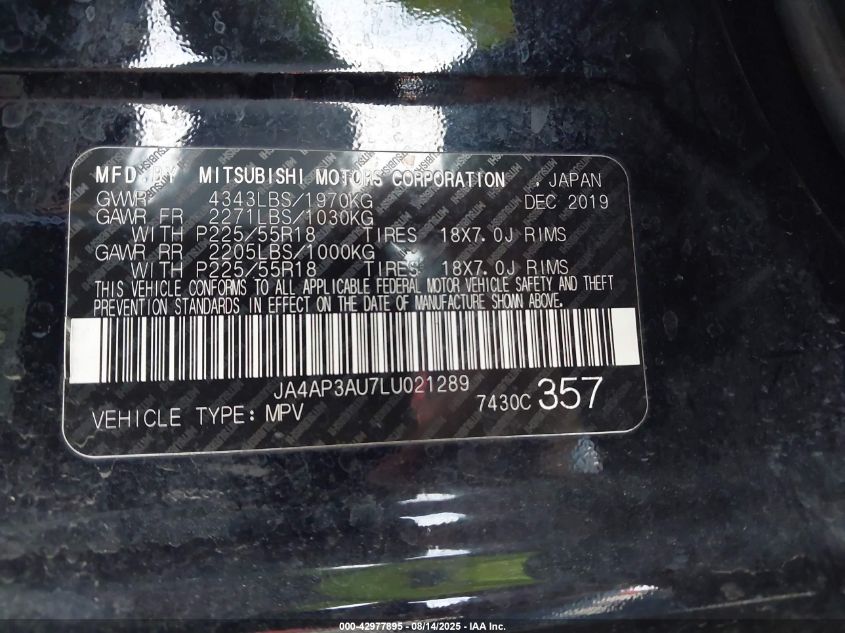 MFD BY MITSUBISHI MOTORS CORPORATION , JAPAN
GVWR 4343LBS/1970KG DEC 2019
GAWR FR 2271LBS/1030KG
WITH P225/55R18 TIRES 18X7.0J RIMS
GAWR RR 2205LBS/1000KG
WITH P225/55R18 TIRES 18X7.0J RIMS
THIS VEHICLE CONFORMS TO ALL APPLICABLE FEDERAL MOTOR VEHICLE SAFETY AND THEFT
PREVENTION STANDARDS IN EFFECT ON THE DATE OF MANUFACTURE SHOWN ABOVE.
JA4AP3AU7LU021289
VEHICLE TYPE: MPV 7430C 357
000-42977895 - 08/14/2025 - IAA Inc.